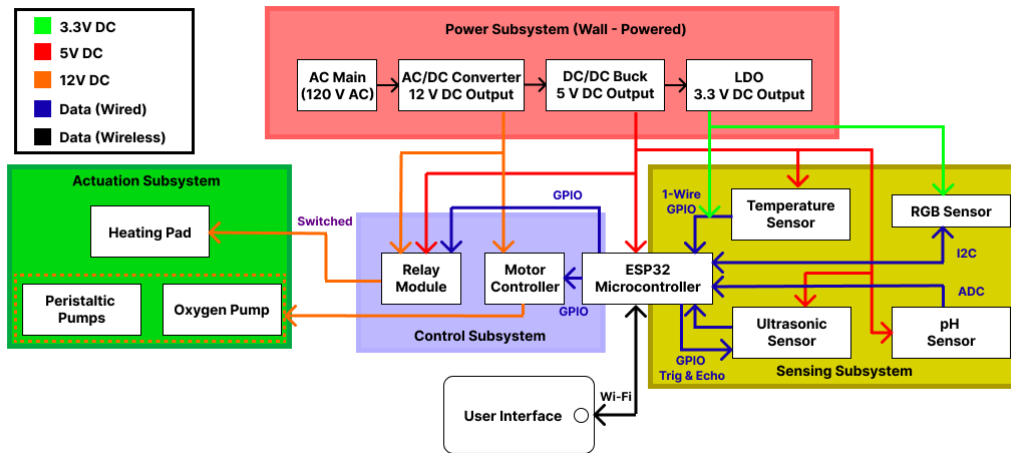 3.3V DC
5V DC
12V DC
Data (Wired)
Data (Wireless)
Power Subsystem (Wall - Powered)
AC Main
(120 V AC)
AC/DC Converter
12 V DC Output
DC/DC Buck
5 V DC Output
LDO
3.3 V DC Output
Actuation Subsystem
Heating Pad
Peristaltic
Pumps
Oxygen Pump
Switched
GPIO
Relay
Module
Motor
Controller
GPIO
ESP32
Microcontroller
Control Subsystem
1-Wire
GPIO
Temperature
Sensor
RGB Sensor
I2C
ADC
Ultrasonic
Sensor
pH
Sensor
GPIO
Trig & Echo
Sensing Subsystem
User Interface
Wi-Fi